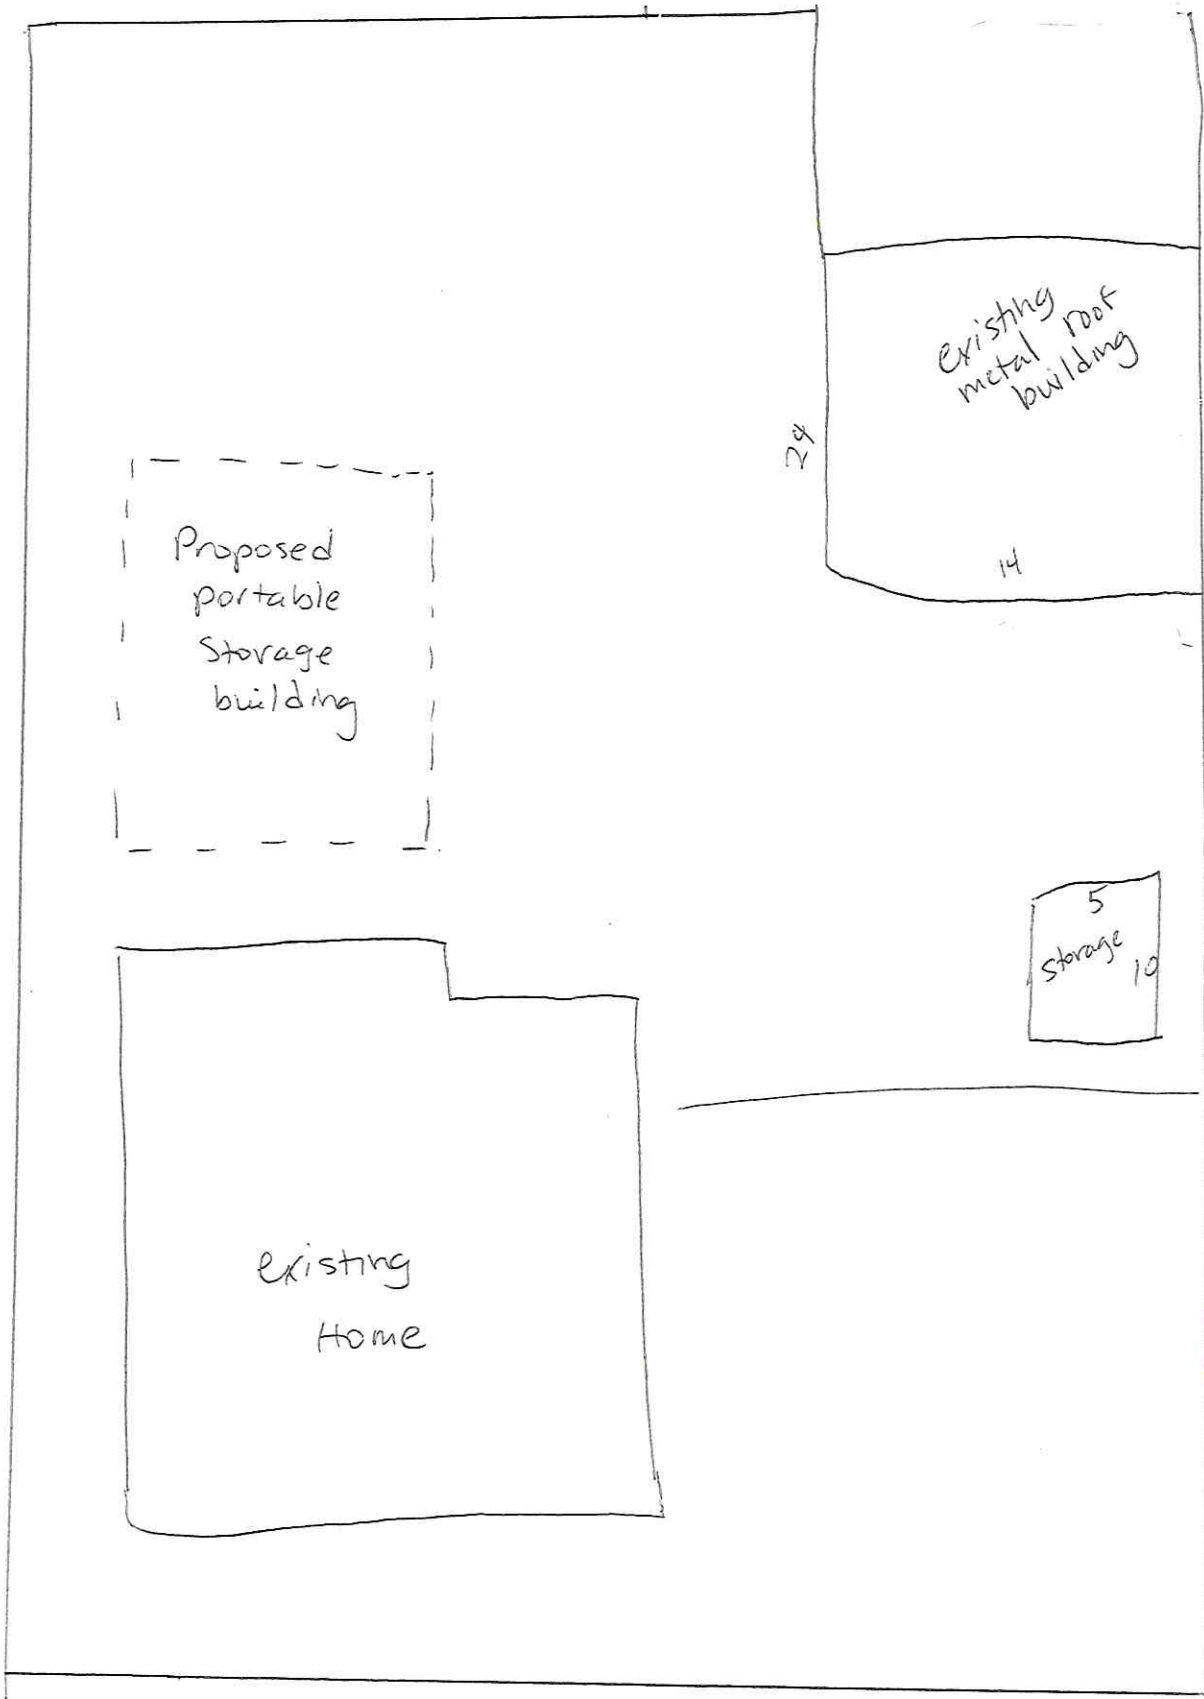 existing
metal roof
building
24
14
Proposed
portable
Storage
building
5
storage
10
existing
Home